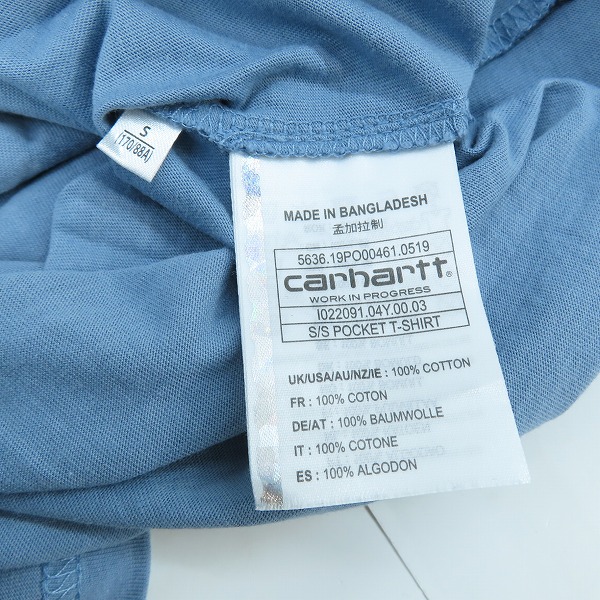 S
(170/88A)
MADE IN BANGLADESH
孟加拉制
5636.19PO00461.0519
carhartt®
WORK IN PROGRESS
I022091.04Y.00.03
S/S POCKET T-SHIRT
UK/USA/AU/NZ/IE : 100% COTTON
FR : 100% COTON
DE/AT : 100% BAUMWOLLE
IT : 100% COTONE
ES : 100% ALGODON